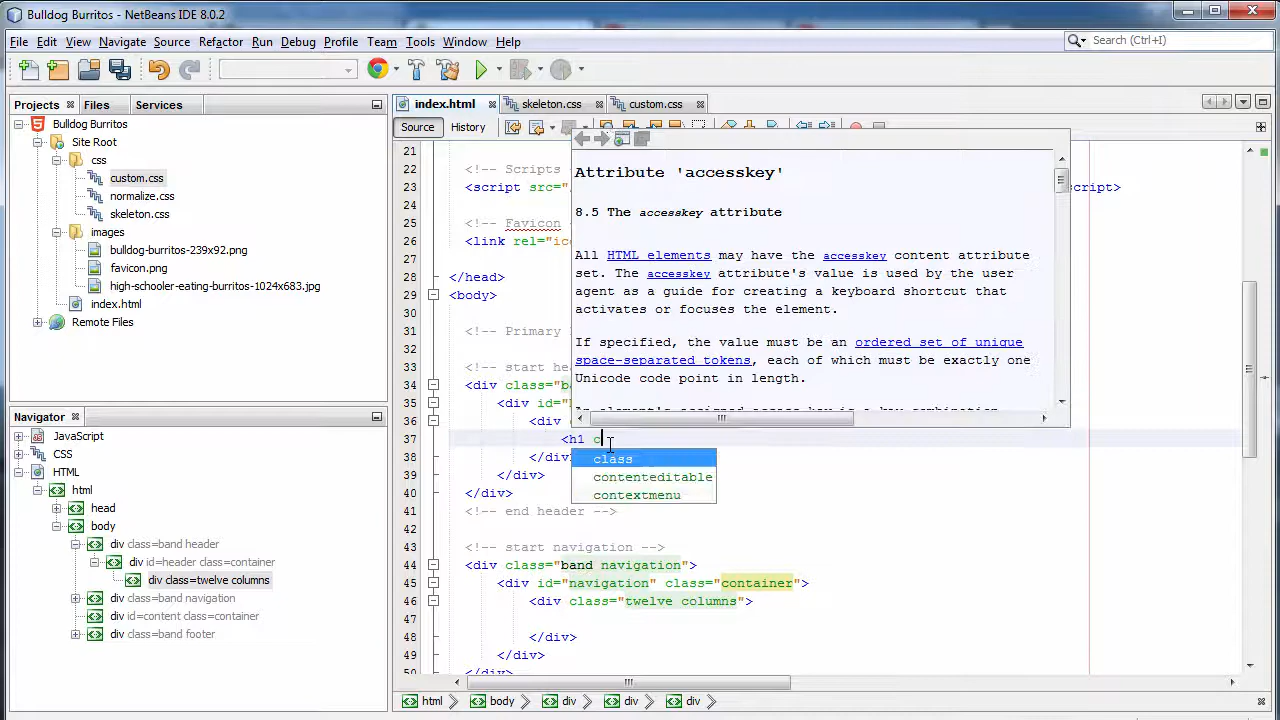 Bulldog Burritos - NetBeans IDE 8.0.2
File Edit View Navigate Source Refactor Run Debug Profile Team Tools Window Help
Search (Ctrl+I)
Projects Files Services
index.html skeleton.css custom.css
Bulldog Burritos
Site Root
css
custom.css
normalize.css
skeleton.css
images
bulldog-burritos-239x92.png
favicon.png
high-schooler-eating-burritos-1024x683.jpg
index.html
Remote Files
Navigator
JavaScript
CSS
HTML
html
head
body
div class=band header
div id=header class=container
div class=twelve columns
div class=band navigation
div id=content class=container
div class=band footer
Source History
21
22 <!-- Scripts
23 <script src=" script>
24
25 <!-- Favicon
26 <link rel="ico
27
28 </head>
29 <body>
30
31 <!-- Primary
32
33 <!-- start hea
34 <div class="ba
35 <div id="
36 <div c
37 <h1 c
38 </div
39 </div>
40 </div>
41 <!-- end header -->
42
43 <!-- start navigation -->
44 <div class="band navigation">
45 <div id="navigation" class="container">
46 <div class="twelve columns">
47
48 </div>
49 </div>
50 </div>
Attribute 'accesskey'
8.5 The accesskey attribute
All HTML elements may have the accesskey content attribute
set. The accesskey attribute's value is used by the user
agent as a guide for creating a keyboard shortcut that
activates or focuses the element.
If specified, the value must be an ordered set of unique
space-separated tokens, each of which must be exactly one
Unicode code point in length.
An element's assigned access key is a key combination
class
contenteditable
contextmenu
html body div div div